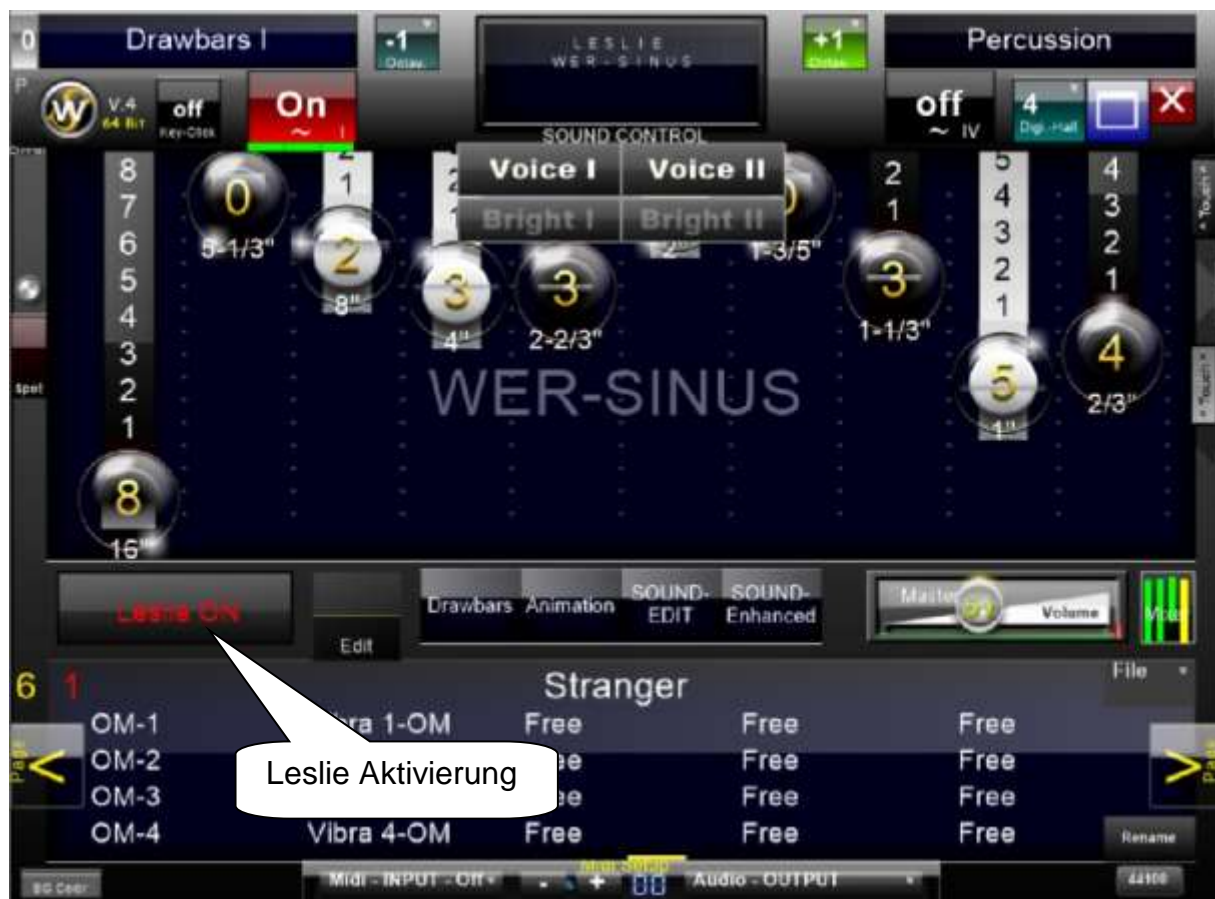 0 Drawbars I -1 LESLIE +1 Percussion
WER-SINUS
P W V.4 off On off 4 X
64 Bit Key-Click ~ I ~ IV Digi.-Hall
SOUND CONTROL
Voice I Voice II
Bright I Bright II
8 0 2 2 5 4
7 1 1 4 3
6 5-1/3" 2 2" 1-3/5" 3 2
5 3 3 3 2 1
4 8" 1
3 4" 2-2/3" 1-1/3" 4
2 WER-SINUS 5 2/3"
1 1"
8
16"
^ Touch ^
^ Touch ^
Leslie ON
Edit
Drawbars Animation SOUND-EDIT SOUND-Enhanced
Master Volume
6 1 Stranger File
OM-1 Vibra 1-OM Free Free Free
Page < OM-2 Free Free >
OM-3 Free Free
OM-4 Vibra 4-OM Free Free Free Rename
Leslie Aktivierung
Midi Setup
Midi - INPUT - Off - + 00 Audio - OUTPUT 44100